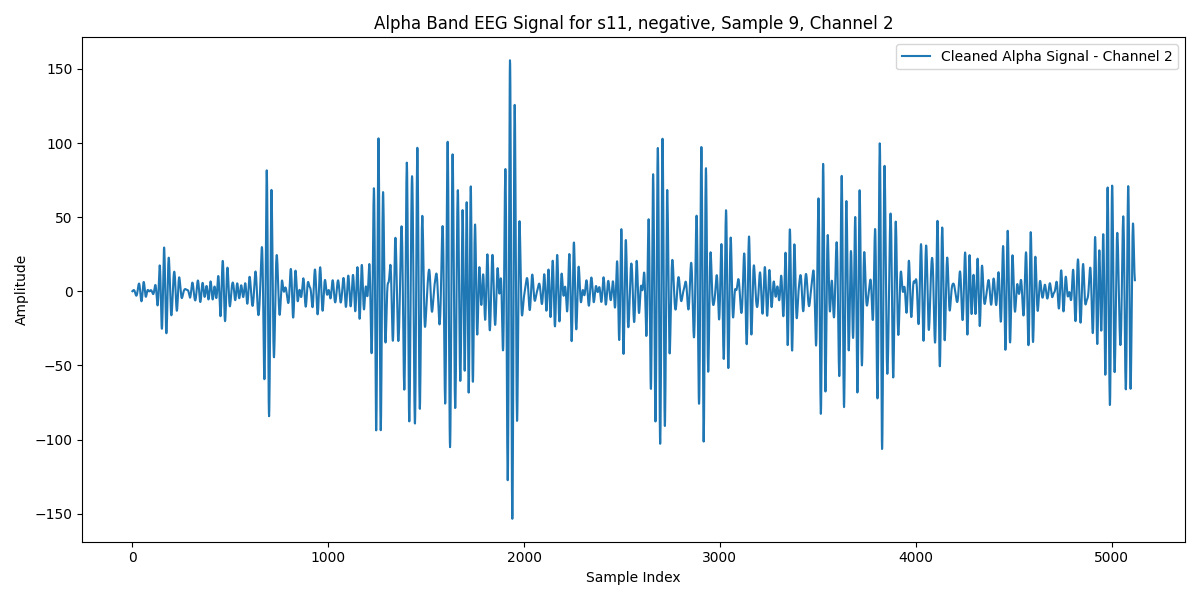 Alpha Band EEG Signal for s11, negative, Sample 9, Channel 2
Cleaned Alpha Signal - Channel 2
Amplitude
150
100
50
0
−50
−100
−150
0 1000 2000 3000 4000 5000
Sample Index